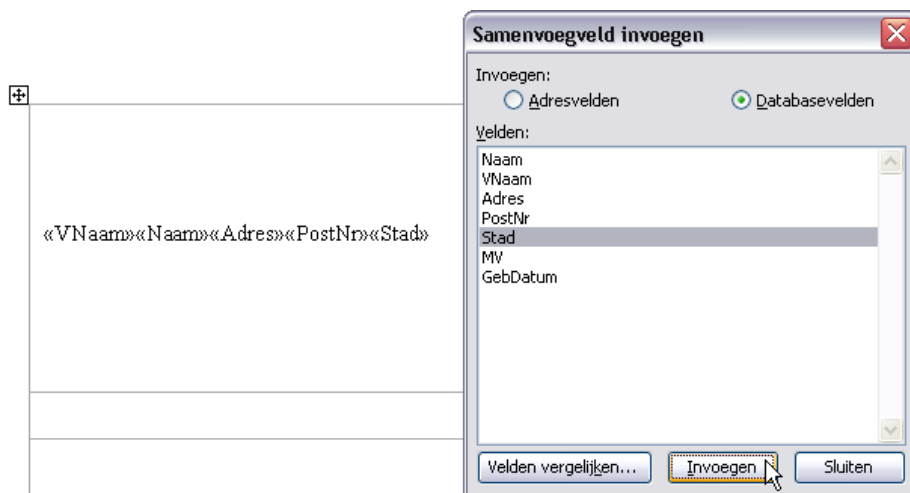 Samenvoegveld invoegen
Invoegen:
Adresvelden Databasevelden
Velden:
Naam
VNaam
Adres
PostNr
Stad
MV
GebDatum
«VNaam»«Naam»«Adres»«PostNr»«Stad»
Velden vergelijken... Invoegen Sluiten